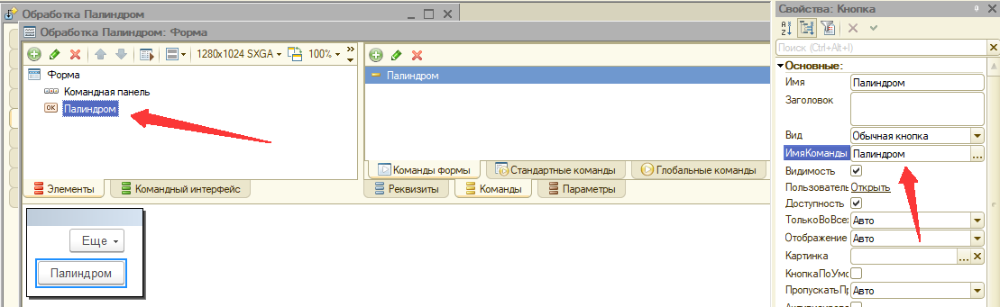 Обработка Палиндром
Обработка Палиндром: Форма
1280x1024 SXGA
100%
Форма
Командная панель
OK
Палиндром
Элементы
Командный интерфейс
Палиндром
Команды формы
Стандартные команды
Глобальные команды
Реквизиты
Команды
Параметры
Еще
Палиндром
Свойства: Кнопка
Поиск (Ctrl+Alt+I)
Основные:
Имя Палиндром
Заголовок
Вид Обычная кнопка
ИмяКоманды Палиндром ...
Видимость
Пользовател Открыть
Доступность
ТолькоВоВсе Авто
Отображение Авто
Картинка ...
КнопкаПоУмо
ПропускатьП Авто